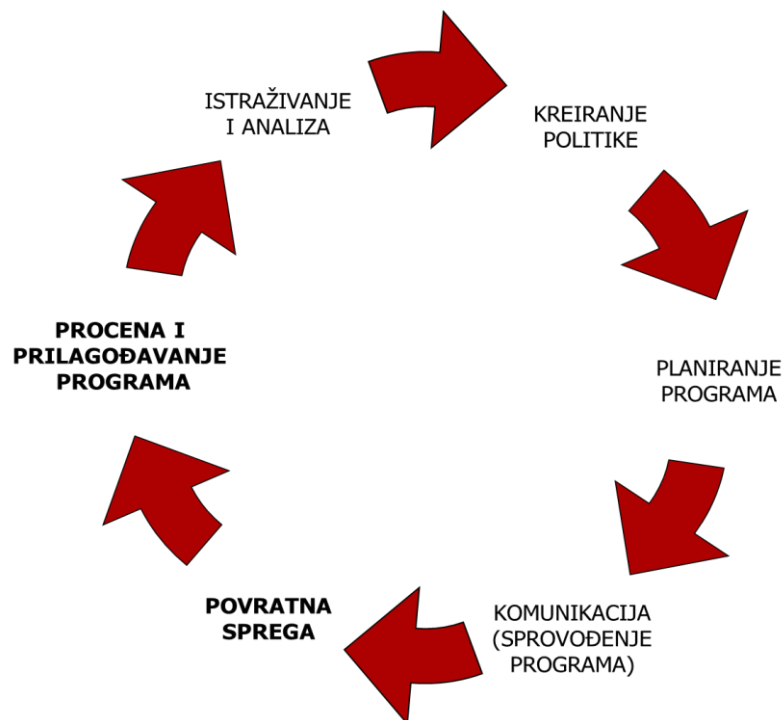 ISTRAŽIVANJE
I ANALIZA
KREIRANJE
POLITIKE
PLANIRANJE
PROGRAMA
KOMUNIKACIJA
(SPROVOĐENJE
PROGRAMA)
POVRATNA
SPREGA
PROCENA I
PRILAGOĐAVANJE
PROGRAMA